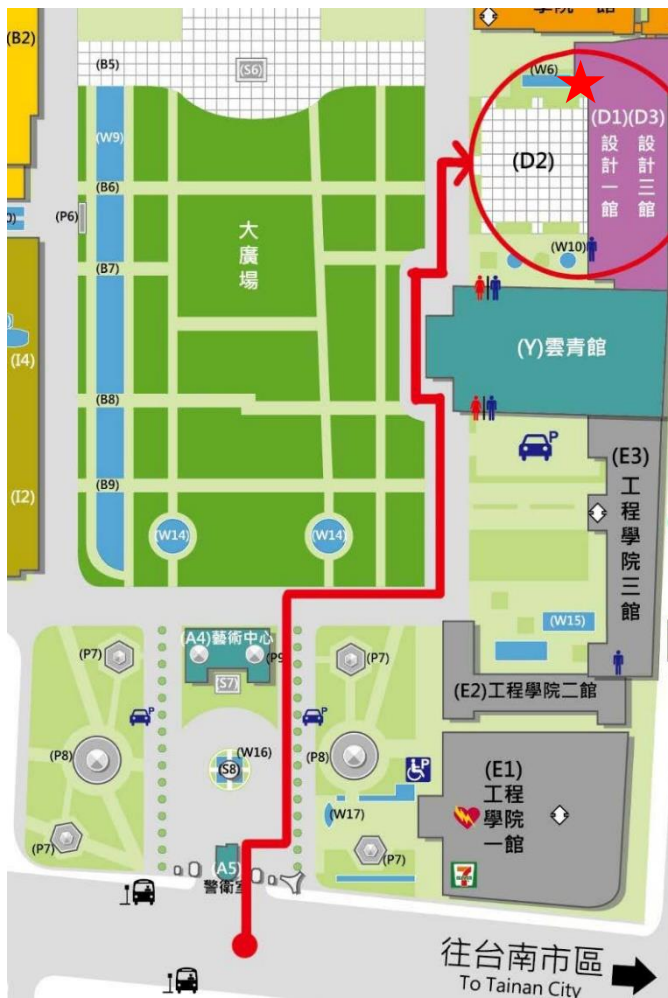 (B2)
(B5)
(S6)
(W6)
(W9)
(D1)(D3)
設計一館
設計三館
(D2)
(B6)
(P6)
大廣場
(W10)
(B7)
(Y)雲青館
(I4)
(B8)
P
(E3)
工程學院三館
(B9)
(I2)
(W14)
(W14)
(W15)
(A4)藝術中心
(P7)
(P9
(P7)
(S7)
(E2)工程學院二館
P
P
(P8)
(W16)
(S8)
(P8)
P
(E1)
工程學院一館
(W17)
(P7)
(A5)
(P7)
警衛室
7
ELEVEN
往台南市區
To Tainan City